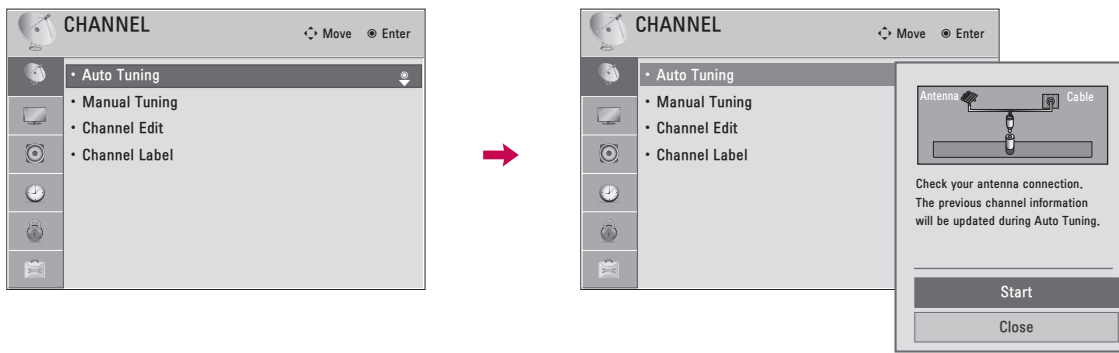 CHANNEL
Move
Enter
• Auto Tuning
• Manual Tuning
• Channel Edit
• Channel Label
CHANNEL
Move
Enter
• Auto Tuning
• Manual Tuning
• Channel Edit
• Channel Label
Antenna
Cable
Check your antenna connection.
The previous channel information
will be updated during Auto Tuning.
Start
Close